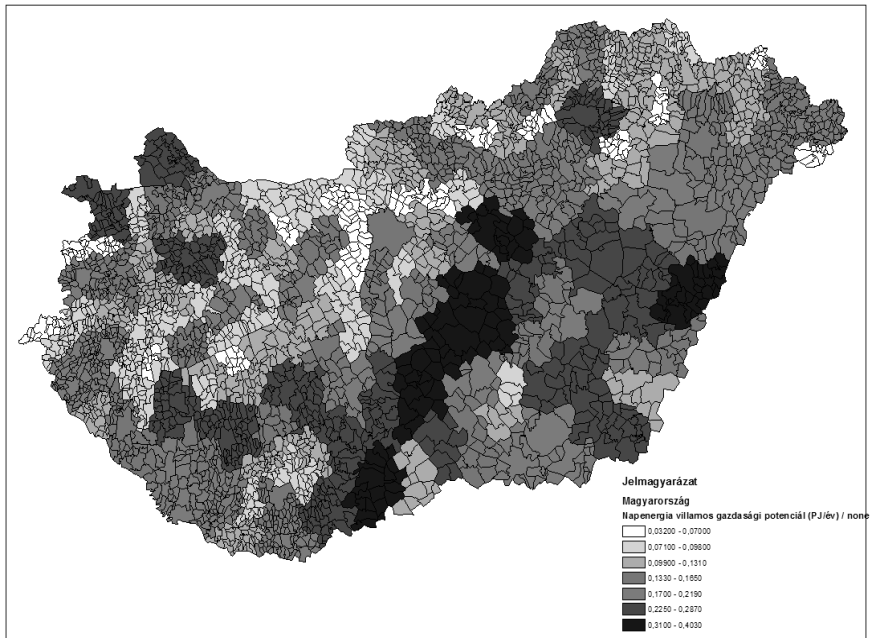 Jelmagyarázat
Magyarország
Napenergia villamos gazdasági potenciál (PJ/év) / none
0,03200 - 0,07000
0,07100 - 0,09800
0,09900 - 0,1310
0,1330 - 0,1650
0,1700 - 0,2190
0,2250 - 0,2870
0,3100 - 0,4030